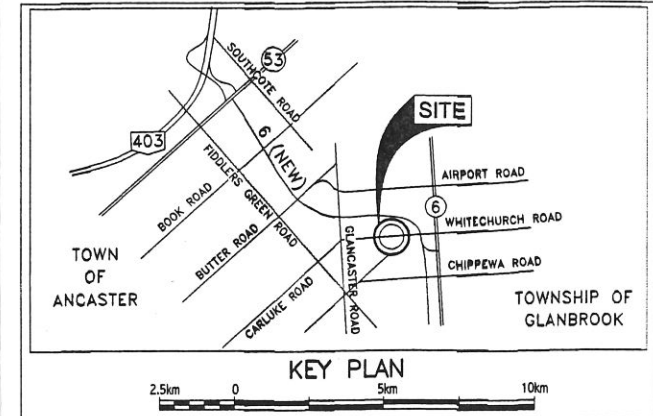 SOUTHCOTE ROAD
53
SITE
403
6 (NEW)
FIDDLERS GREEN ROAD
AIRPORT ROAD
BOOK ROAD
6
WHITECHURCH ROAD
BUTTER ROAD
GLANCASTER ROAD
CHIPPEWA ROAD
TOWN
OF
ANCASTER
CARLUKE ROAD
TOWNSHIP OF
GLANBROOK
KEY PLAN
2.5km 0 5km 10km